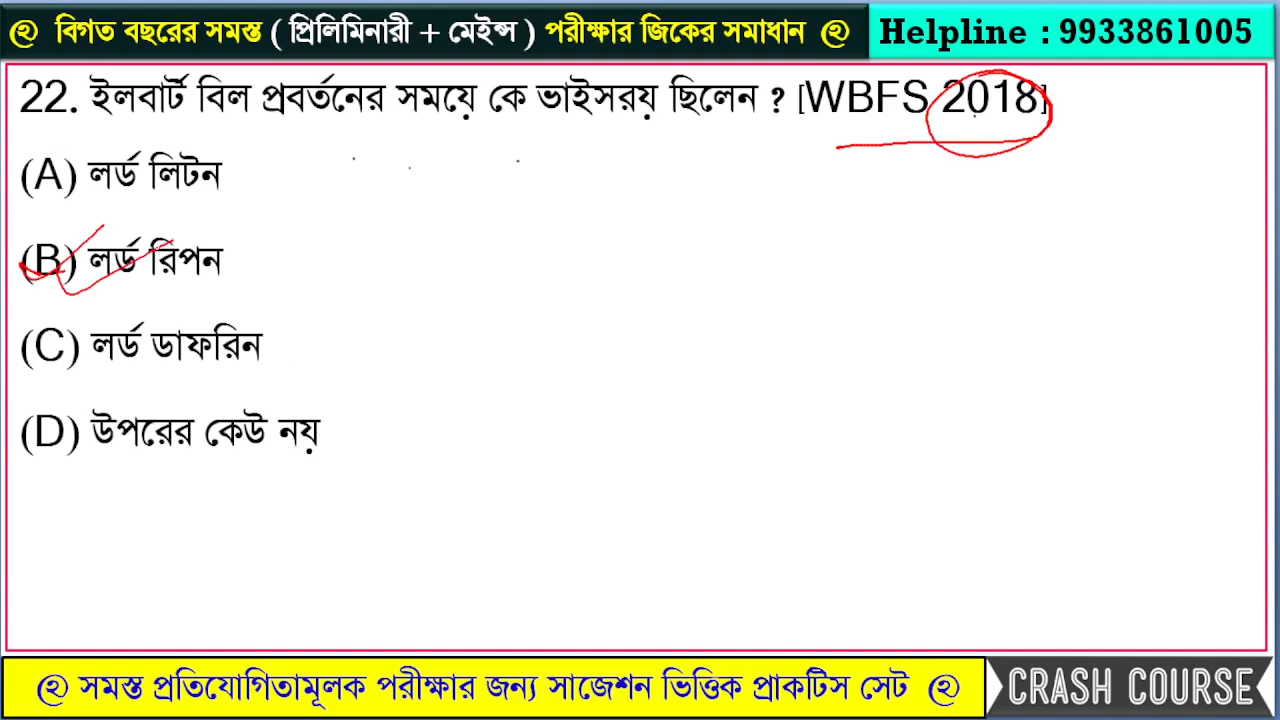 বিগত বছরের সমস্ত ( প্রিলিমিনারী + মেইন্স ) পরীক্ষার জিকের সমাধান
Helpline : 9933861005
22. ইলবার্ট বিল প্রবর্তনের সময়ে কে ভাইসরয় ছিলেন ? [WBFS 2018]
(A) লর্ড লিটন
(B) লর্ড রিপন
(C) লর্ড ডাফরিন
(D) উপরের কেউ নয়
সমস্ত প্রতিযোগিতামূলক পরীক্ষার জন্য সাজেশন ভিত্তিক প্রাকটিস সেট
CRASH COURSE